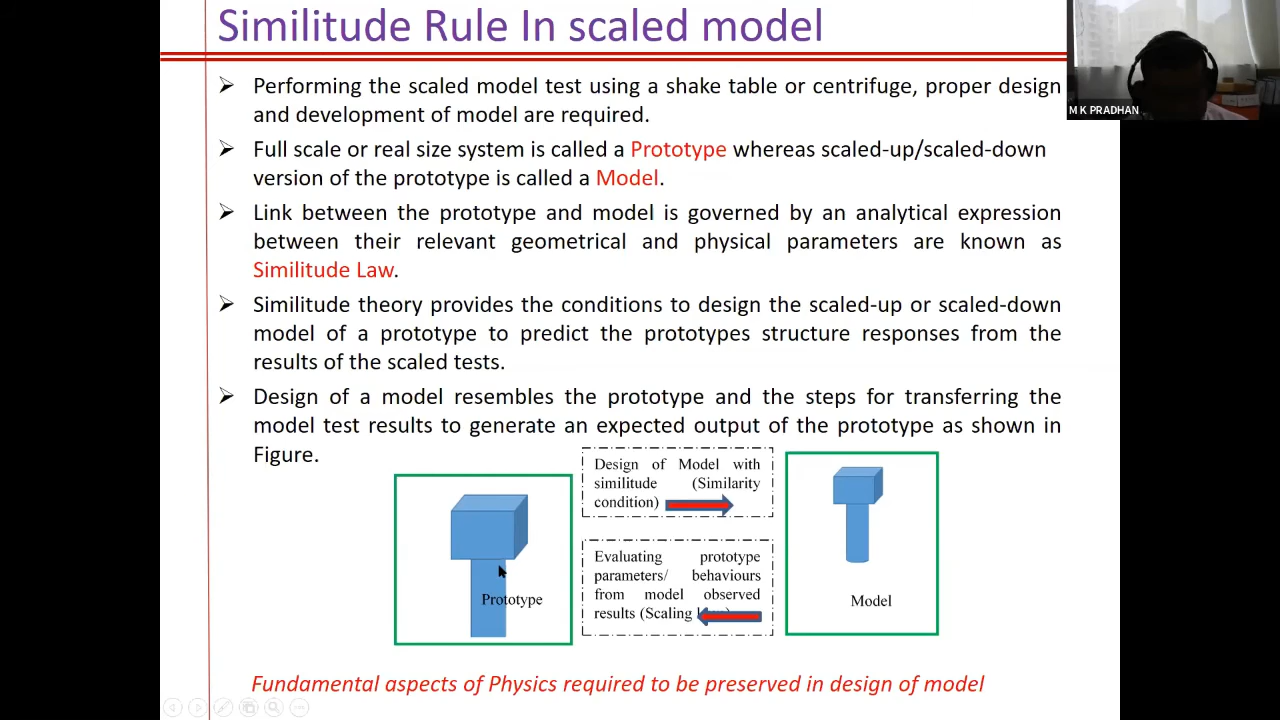 Similitude Rule In scaled model
M K PRADHAN
Performing the scaled model test using a shake table or centrifuge, proper design
and development of model are required.
Full scale or real size system is called a Prototype whereas scaled-up/scaled-down
version of the prototype is called a Model.
Link between the prototype and model is governed by an analytical expression
between their relevant geometrical and physical parameters are known as
Similitude Law.
Similitude theory provides the conditions to design the scaled-up or scaled-down
model of a prototype to predict the prototypes structure responses from the
results of the scaled tests.
Design of a model resembles the prototype and the steps for transferring the
model test results to generate an expected output of the prototype as shown in
Figure.
Prototype
Design of Model with
similitude (Similarity
condition)
Evaluating prototype
parameters/ behaviours
from model observed
results (Scaling
Model
Fundamental aspects of Physics required to be preserved in design of model